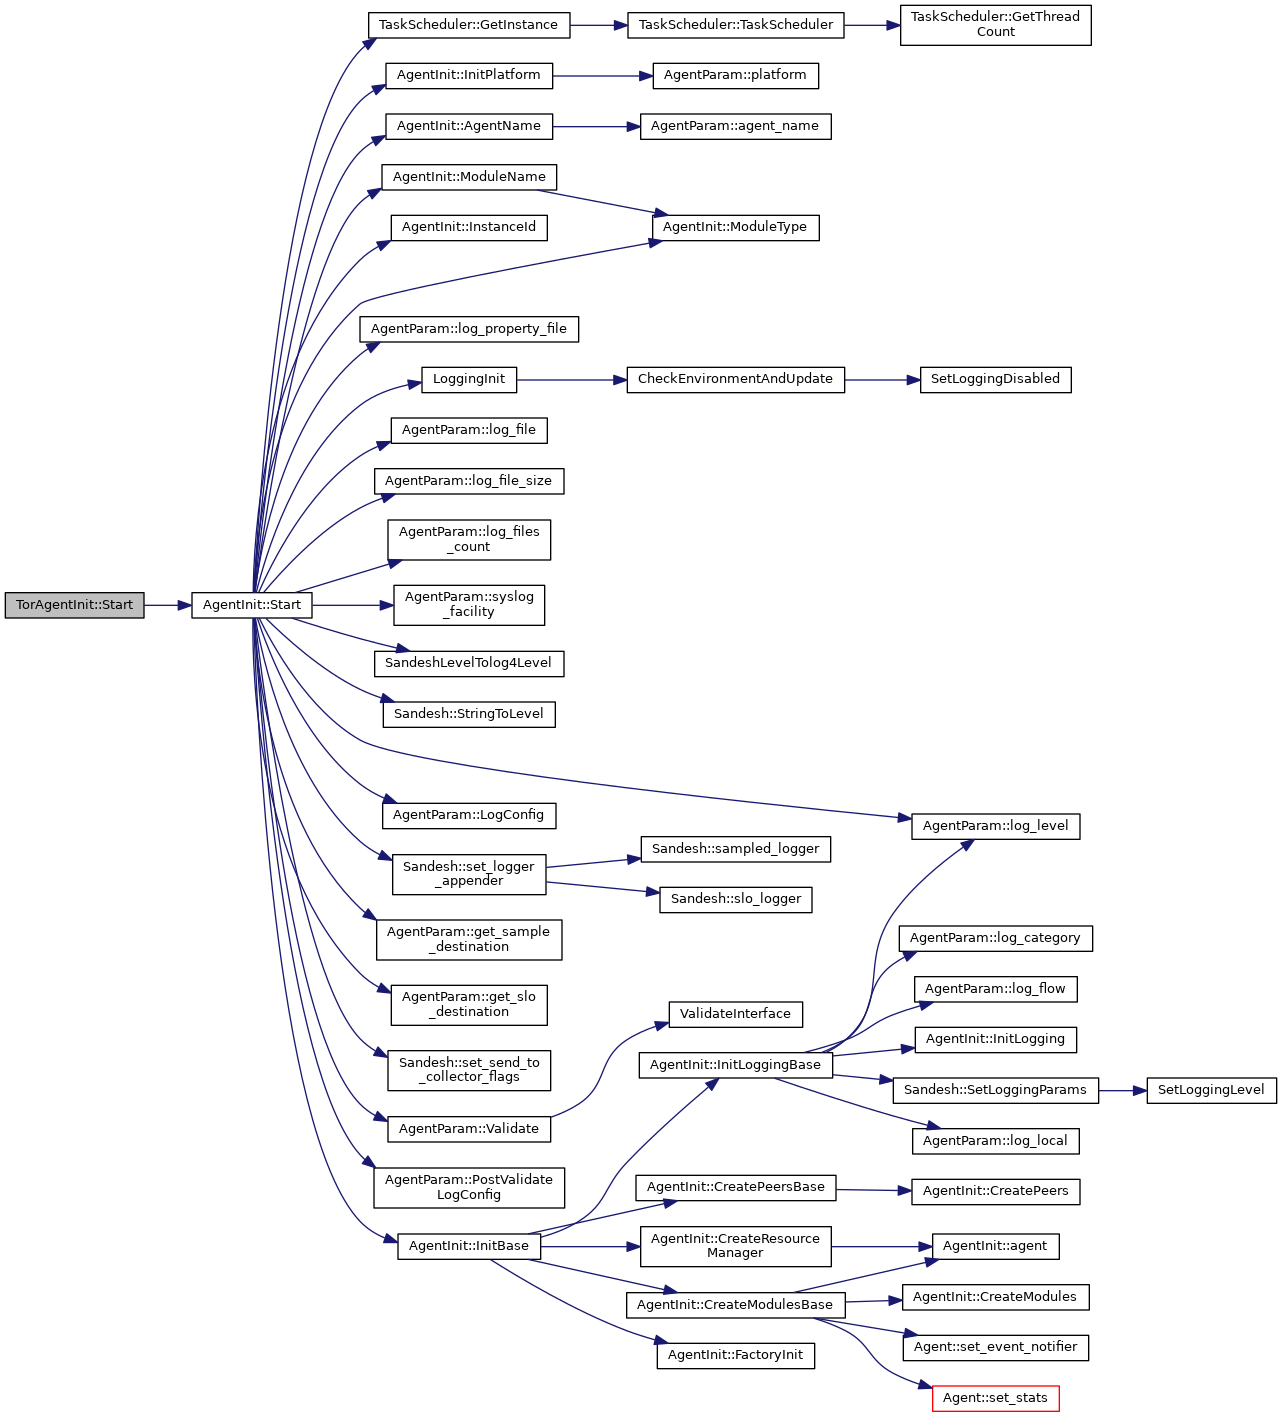 TaskScheduler::GetInstance
TaskScheduler::TaskScheduler
TaskScheduler::GetThread
Count
AgentInit::InitPlatform
AgentParam::platform
AgentInit::AgentName
AgentParam::agent_name
AgentInit::ModuleName
AgentInit::InstanceId
AgentInit::ModuleType
AgentParam::log_property_file
LoggingInit
CheckEnvironmentAndUpdate
SetLoggingDisabled
AgentParam::log_file
AgentParam::log_file_size
AgentParam::log_files
_count
TorAgentInit::Start
AgentInit::Start
AgentParam::syslog
_facility
SandeshLevelTolog4Level
Sandesh::StringToLevel
AgentParam::LogConfig
AgentParam::log_level
Sandesh::set_logger
_appender
Sandesh::sampled_logger
Sandesh::slo_logger
AgentParam::get_sample
_destination
AgentParam::log_category
AgentParam::get_slo
_destination
AgentParam::log_flow
ValidateInterface
AgentInit::InitLogging
Sandesh::set_send_to
_collector_flags
AgentInit::InitLoggingBase
Sandesh::SetLoggingParams
SetLoggingLevel
AgentParam::Validate
AgentParam::log_local
AgentParam::PostValidate
LogConfig
AgentInit::CreatePeersBase
AgentInit::CreatePeers
AgentInit::InitBase
AgentInit::CreateResource
Manager
AgentInit::agent
AgentInit::CreateModulesBase
AgentInit::CreateModules
Agent::set_event_notifier
AgentInit::FactoryInit
Agent::set_stats